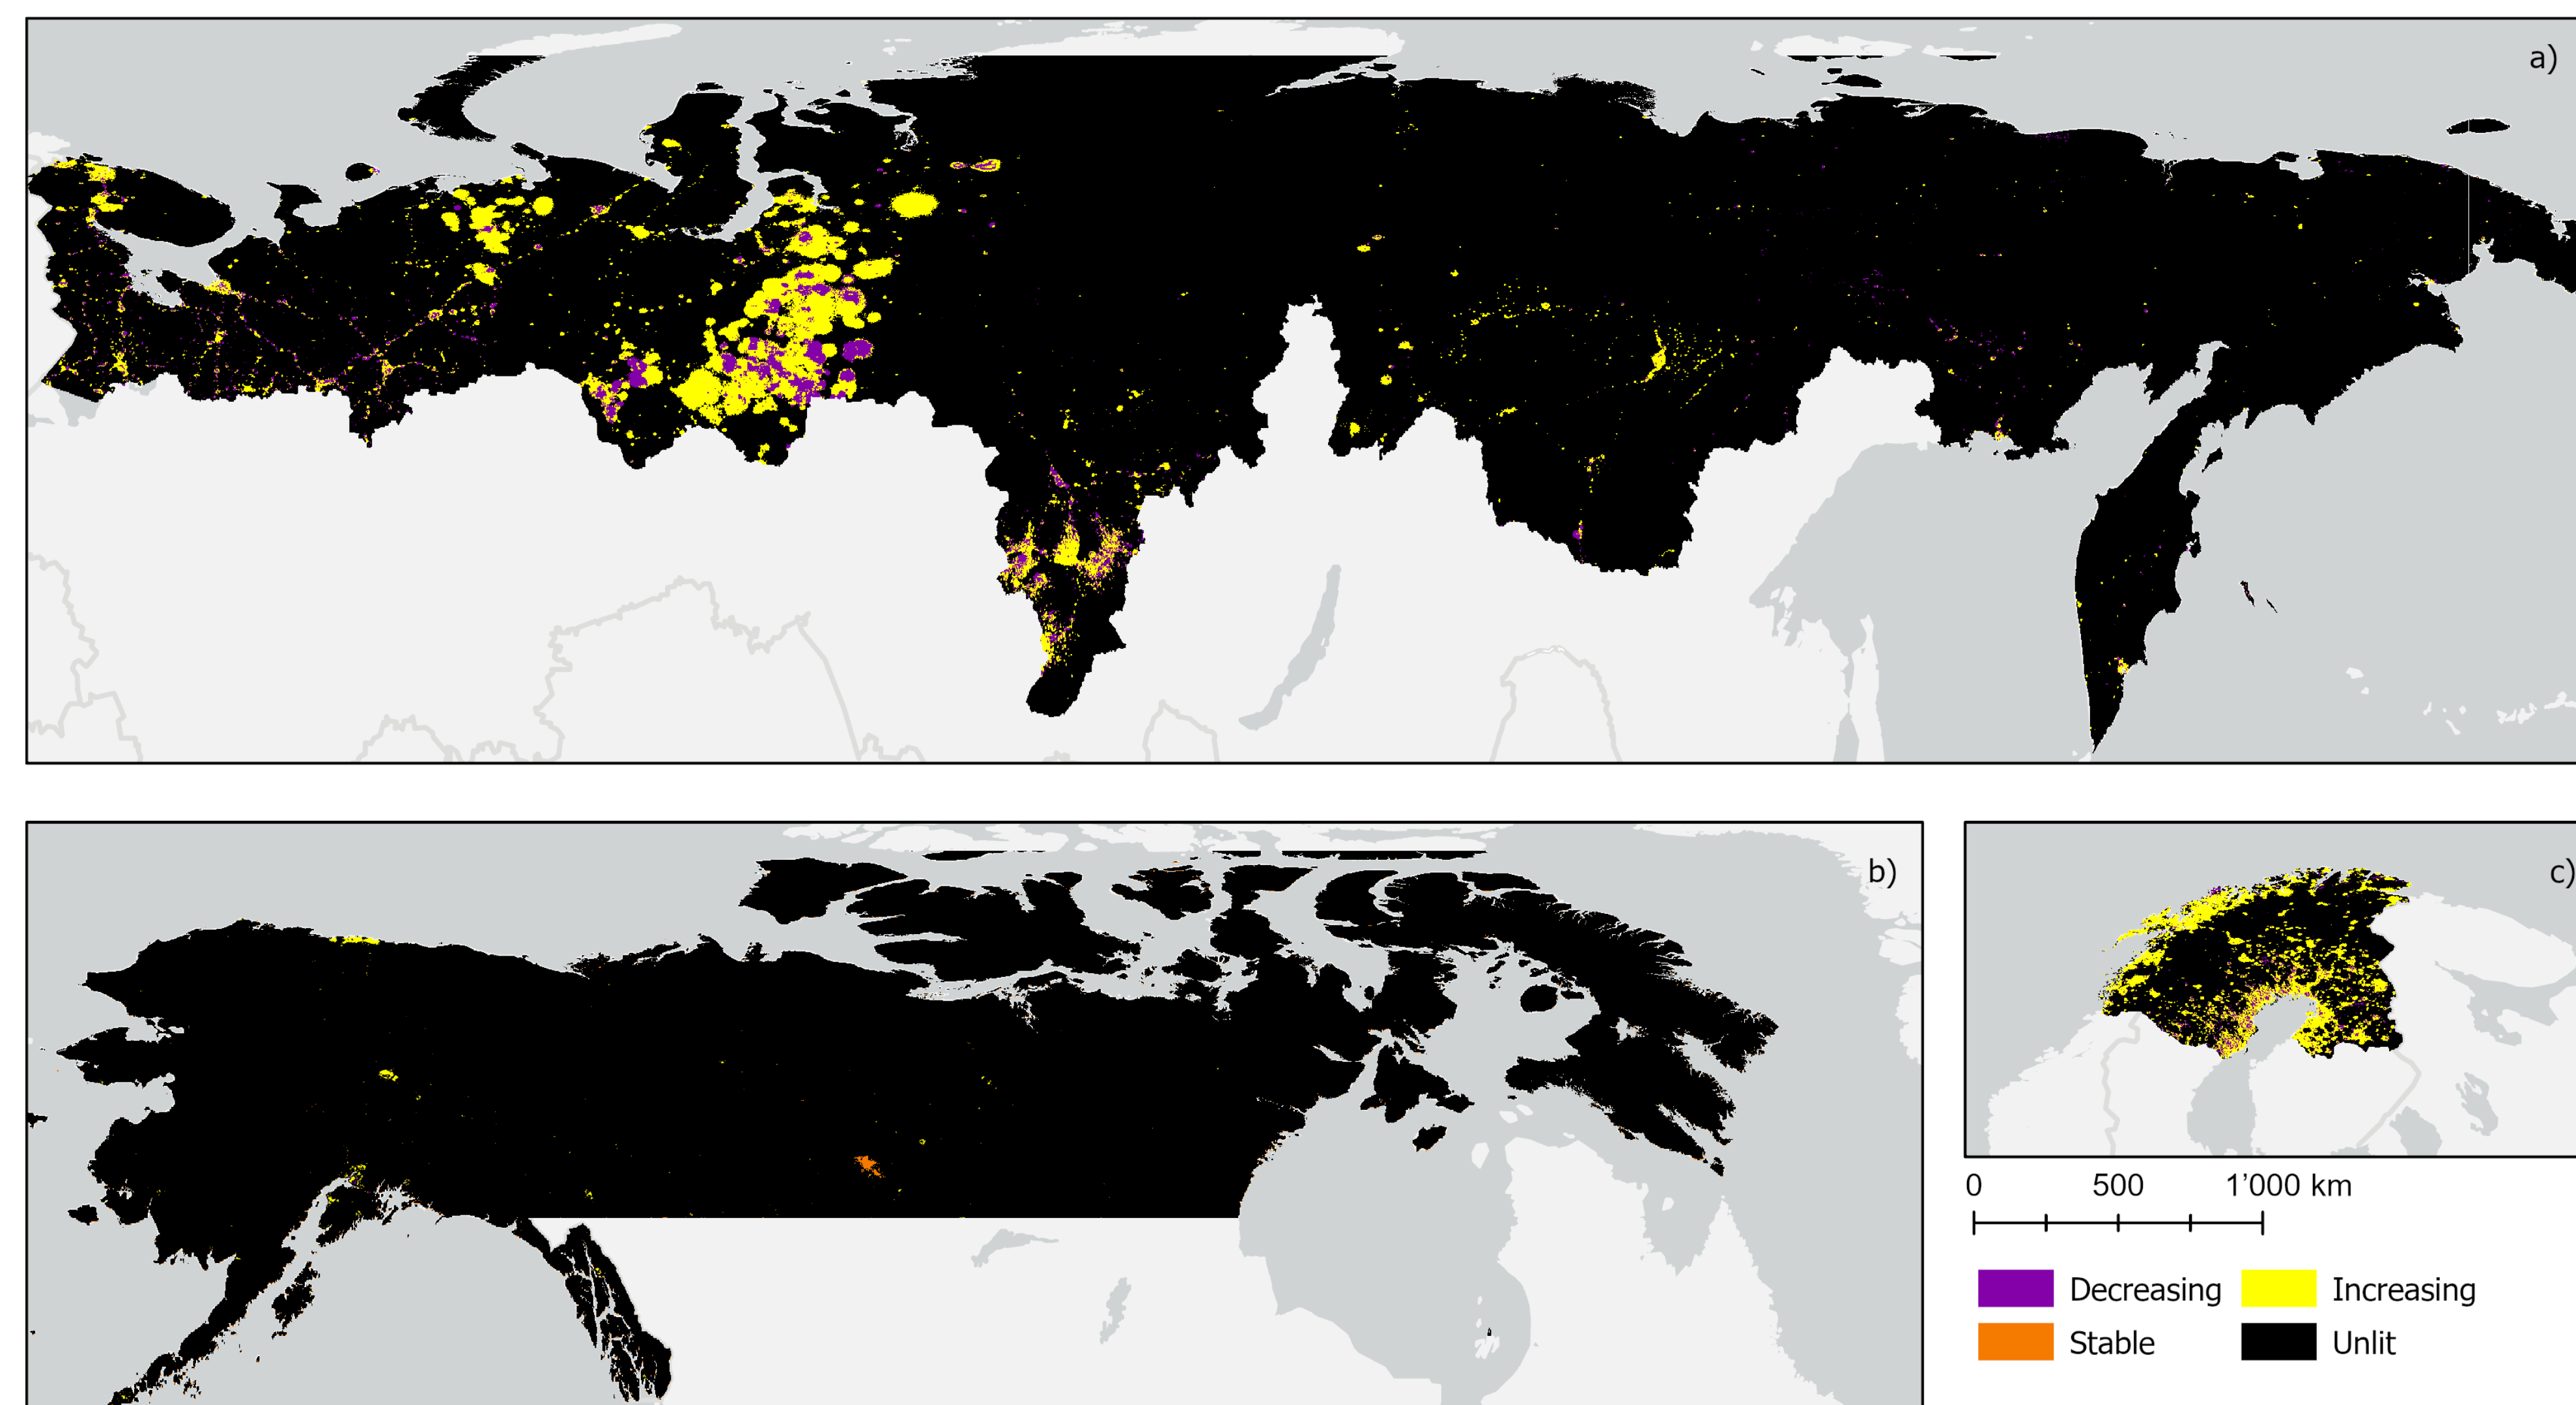 a)
b)
c)
0 500 1'000 km
Decreasing Increasing
Stable Unlit